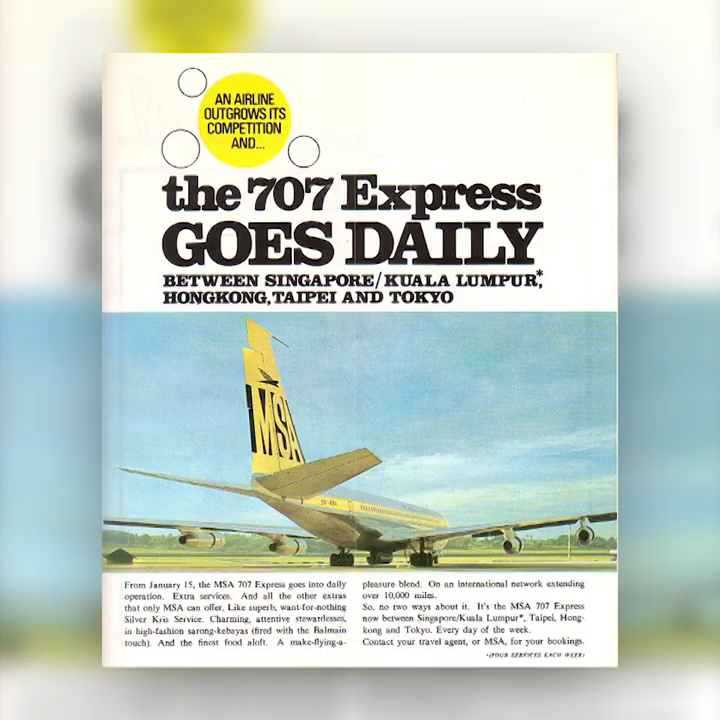 AN AIRLINE
OUTGROWS ITS
COMPETITION
AND...
the 707 Express
GOES DAILY
BETWEEN SINGAPORE/KUALA LUMPUR,*
HONGKONG, TAIPEI AND TOKYO
MSA
From January 15, the MSA 707 Express goes into daily
operation. Extra services. And all the other extras
that only MSA can offer. Like superb, want-for-nothing
Silver Kris Service. Charming, attentive stewardesses,
in high-fashion sarong-kebayas (fired with the Balmain
touch). And the finest food aloft. A make-flying-a-
pleasure blend. On an international network extending
over 10,000 miles.
So, no two ways about it. It's the MSA 707 Express
now between Singapore/Kuala Lumpur*, Taipei, Hong-
kong and Tokyo. Every day of the week.
Contact your travel agent, or MSA, for your bookings.
*(FOUR SERVICES EACH WEEK)